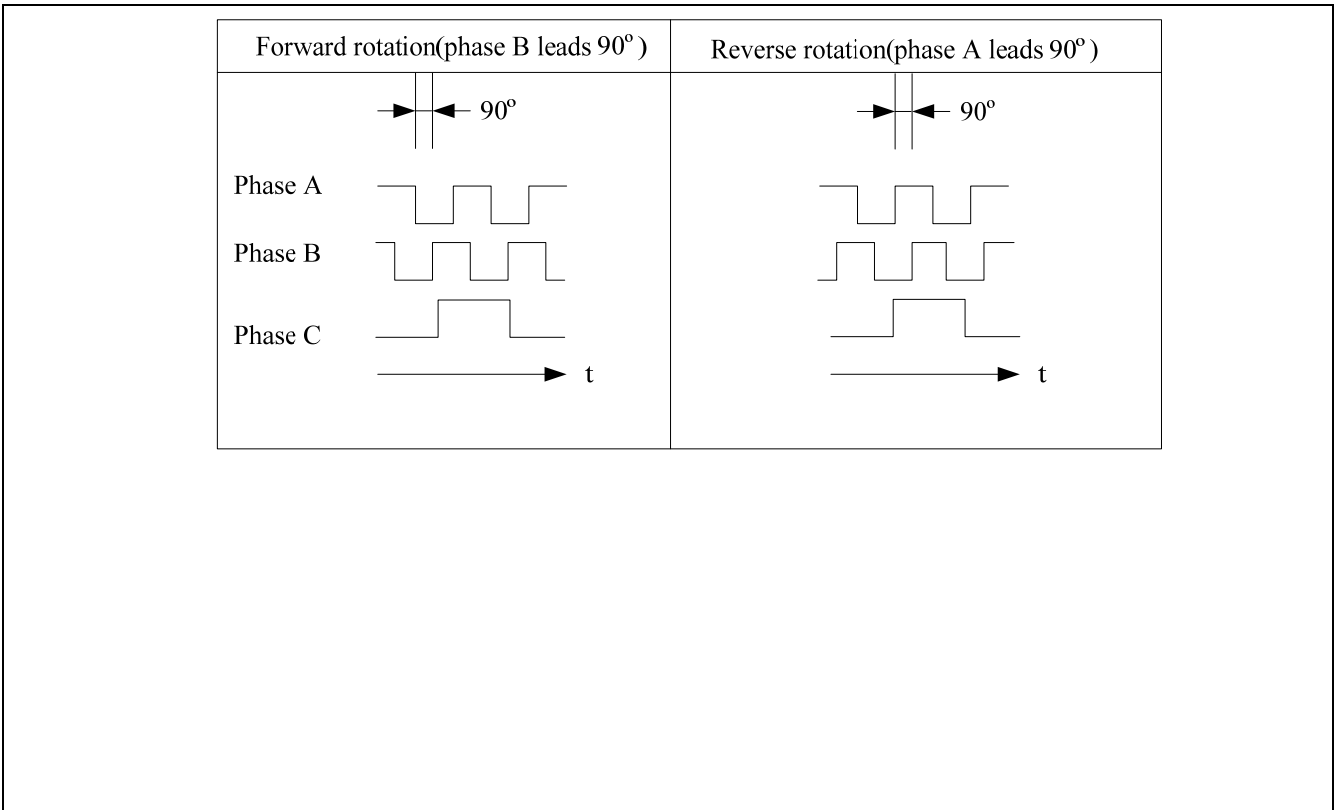 Forward rotation(phase B leads 90°)
Reverse rotation(phase A leads 90°)
90°
90°
Phase A
Phase B
Phase C
t
t